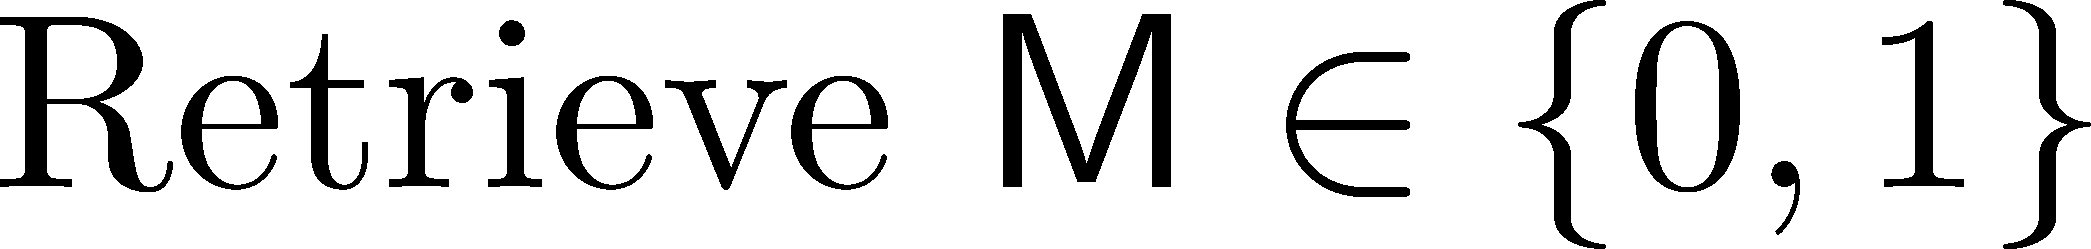 Retrieve M ∈ {0, 1}